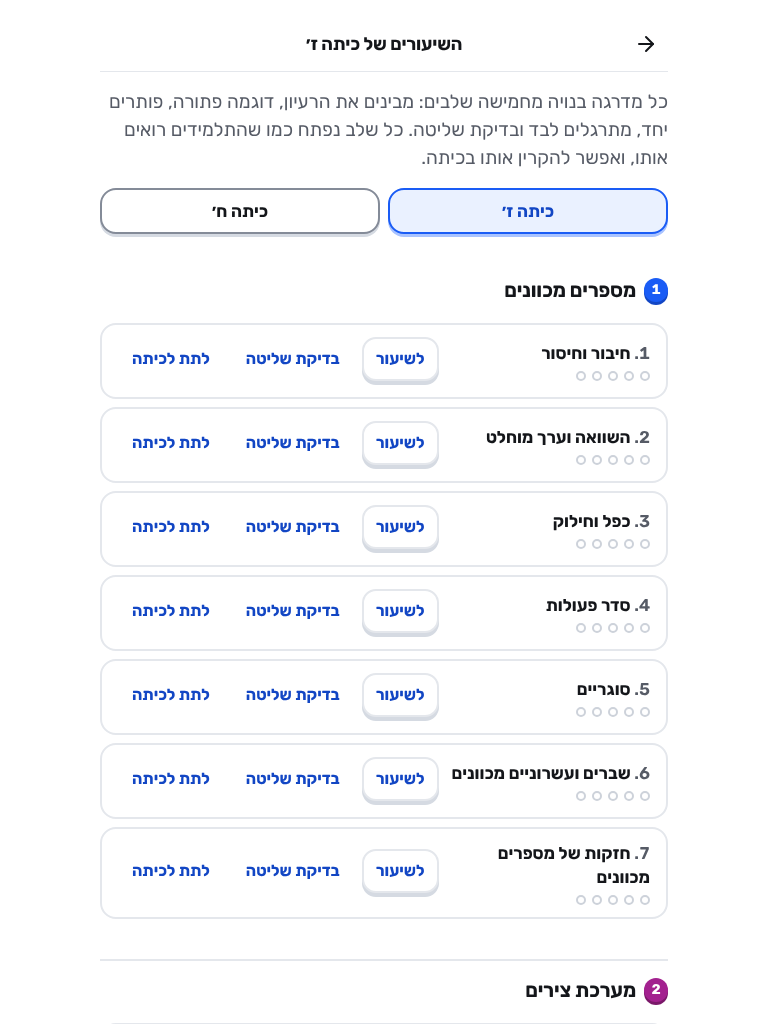 השיעורים של כיתה ז׳
כל מדרגה בנויה מחמישה שלבים: מבינים את הרעיון, דוגמה פתורה, פותרים
יחד, מתרגלים לבד ובדיקת שליטה. כל שלב נפתח כמו שהתלמידים רואים
אותו, ואפשר להקרין אותו בכיתה.
כיתה ז׳
כיתה ח׳
1 מספרים מכוונים
1. חיבור וחיסור
לשיעור
בדיקת שליטה
לתת לכיתה
2. השוואה וערך מוחלט
לשיעור
בדיקת שליטה
לתת לכיתה
3. כפל וחילוק
לשיעור
בדיקת שליטה
לתת לכיתה
4. סדר פעולות
לשיעור
בדיקת שליטה
לתת לכיתה
5. סוגריים
לשיעור
בדיקת שליטה
לתת לכיתה
6. שברים ועשרוניים מכוונים
לשיעור
בדיקת שליטה
לתת לכיתה
7. חזקות של מספרים
מכוונים
לשיעור
בדיקת שליטה
לתת לכיתה
2 מערכת צירים